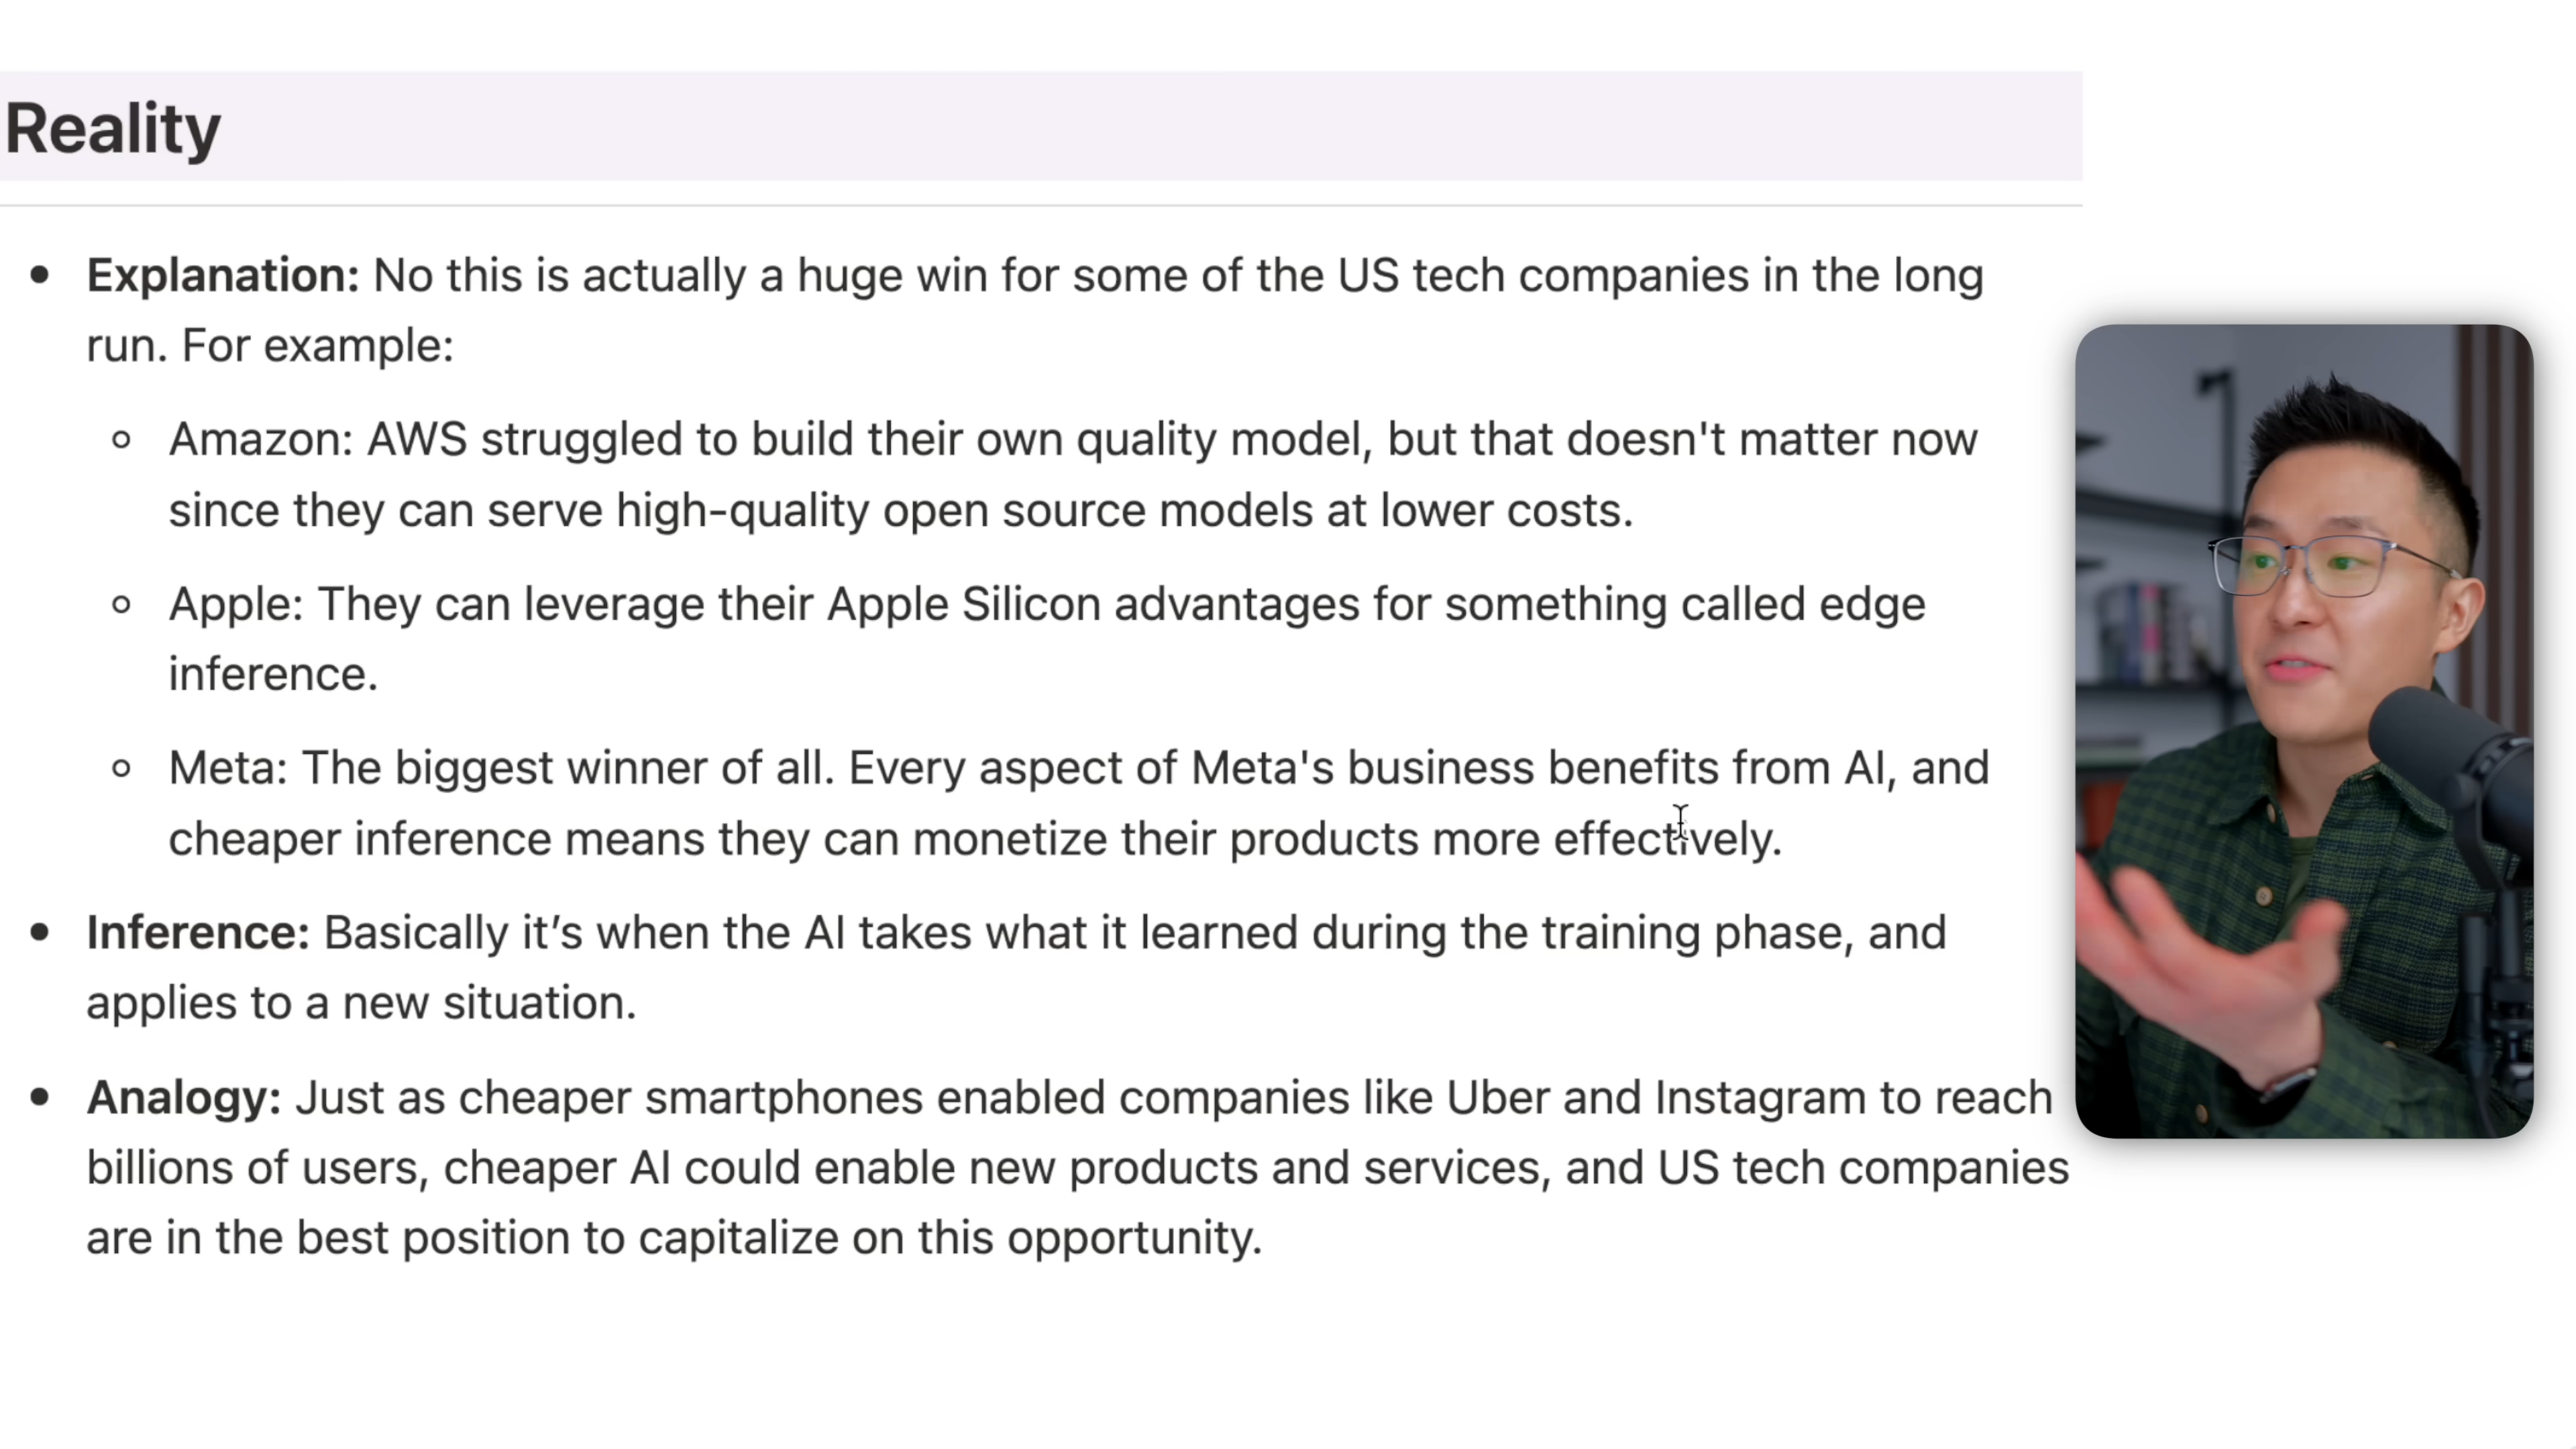 Reality
Explanation: No this is actually a huge win for some of the US tech companies in the long
run. For example:
Amazon: AWS struggled to build their own quality model, but that doesn't matter now
since they can serve high-quality open source models at lower costs.
Apple: They can leverage their Apple Silicon advantages for something called edge
inference.
Meta: The biggest winner of all. Every aspect of Meta's business benefits from AI, and
cheaper inference means they can monetize their products more effectively.
Inference: Basically it’s when the AI takes what it learned during the training phase, and
applies to a new situation.
Analogy: Just as cheaper smartphones enabled companies like Uber and Instagram to reach
billions of users, cheaper AI could enable new products and services, and US tech companies
are in the best position to capitalize on this opportunity.